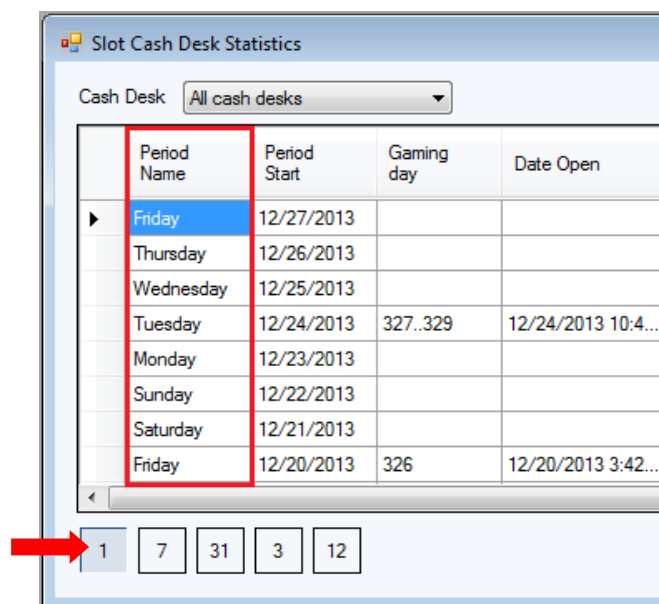 Slot Cash Desk Statistics
Cash Desk All cash desks
Period Name Period Start Gaming day Date Open
Friday 12/27/2013
Thursday 12/26/2013
Wednesday 12/25/2013
Tuesday 12/24/2013 327..329 12/24/2013 10:4...
Monday 12/23/2013
Sunday 12/22/2013
Saturday 12/21/2013
Friday 12/20/2013 326 12/20/2013 3:42...
1 7 31 3 12